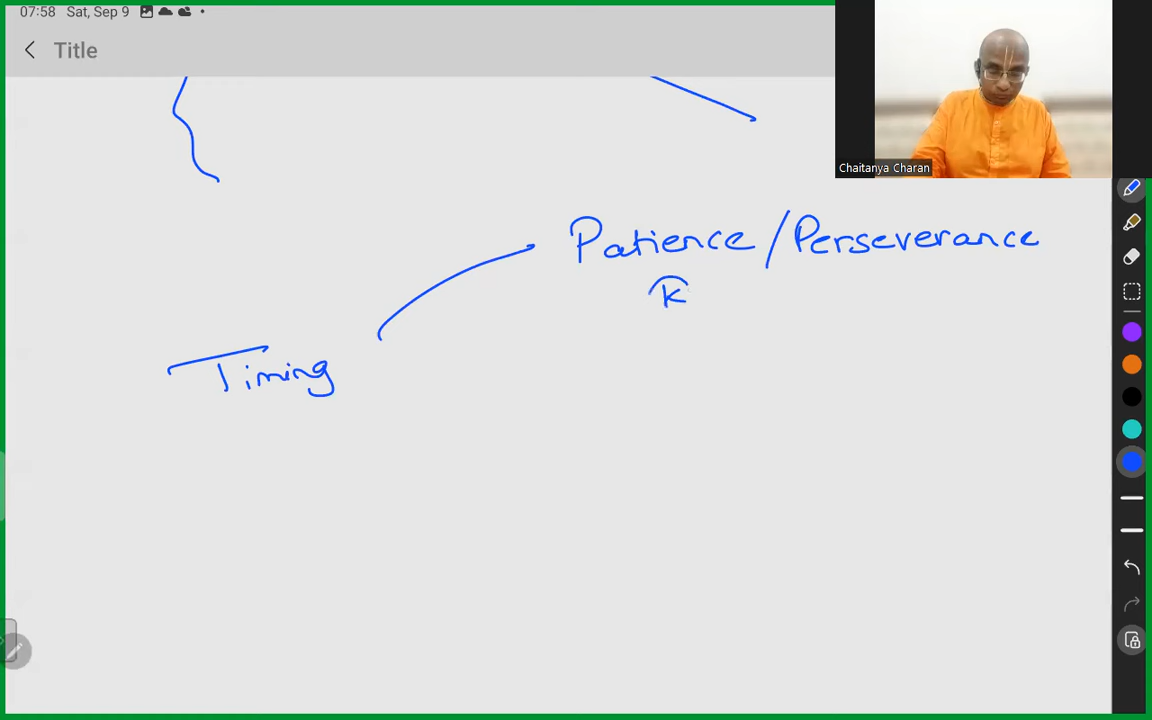 07:58 Sat, Sep 9
Title
Chaitanya Charan
Patience / Perseverance
K
Timing